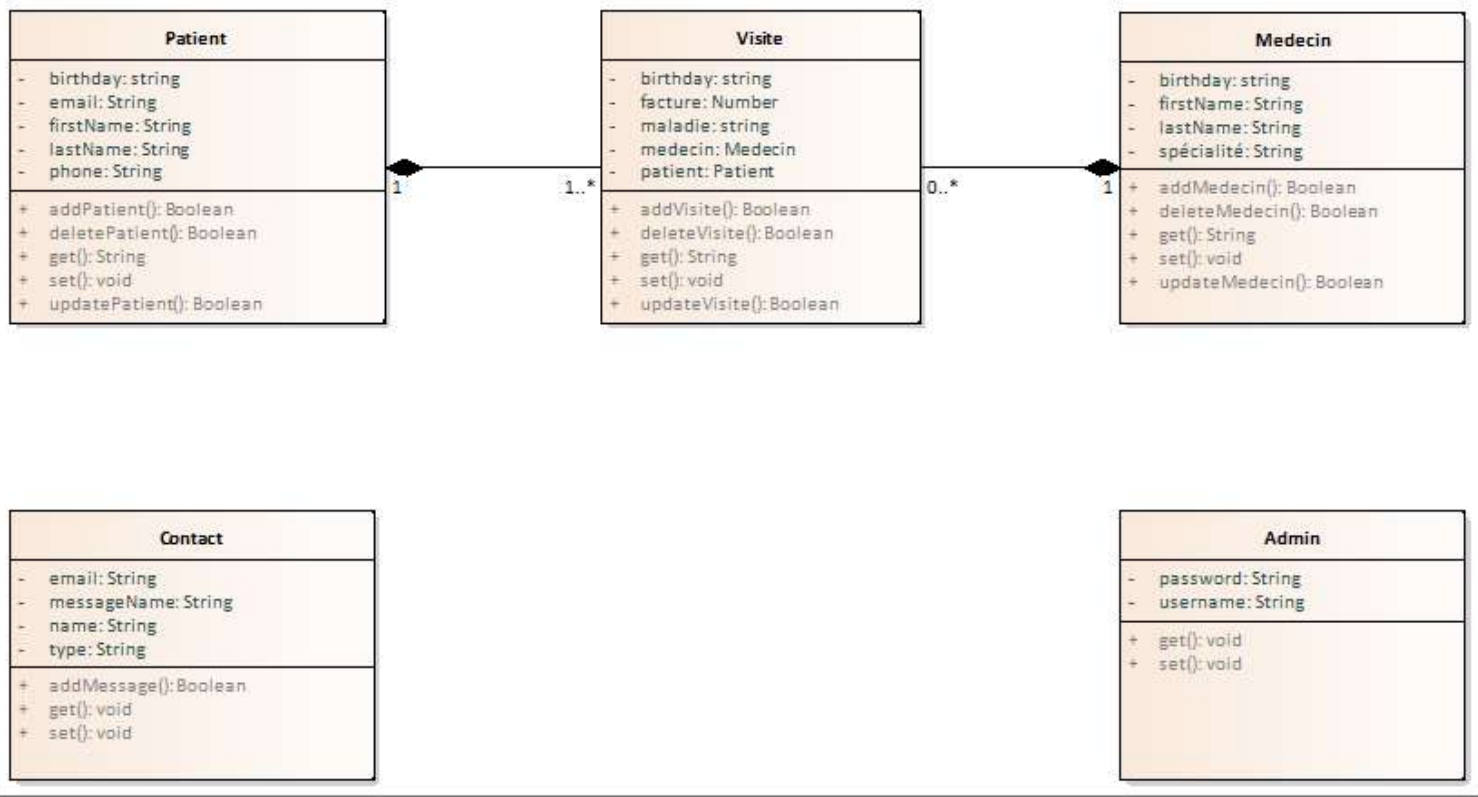 Patient
- birthday: string
- email: String
- firstName: String
- lastName: String
- phone: String
+ addPatient(): Boolean
+ deletePatient(): Boolean
+ get(): String
+ set(): void
+ updatePatient(): Boolean
1
1..*
Visite
- birthday: string
- facture: Number
- maladie: string
- medecin: Medecin
- patient: Patient
+ addVisite(): Boolean
+ deleteVisite(): Boolean
+ get(): String
+ set(): void
+ updateVisite(): Boolean
0..*
1
Medecin
- birthday: string
- firstName: String
- lastName: String
- spécialité: String
+ addMedecin(): Boolean
+ deleteMedecin(): Boolean
+ get(): String
+ set(): void
+ updateMedecin(): Boolean
Contact
- email: String
- messageName: String
- name: String
- type: String
+ addMessage(): Boolean
+ get(): void
+ set(): void
Admin
- password: String
- username: String
+ get(): void
+ set(): void